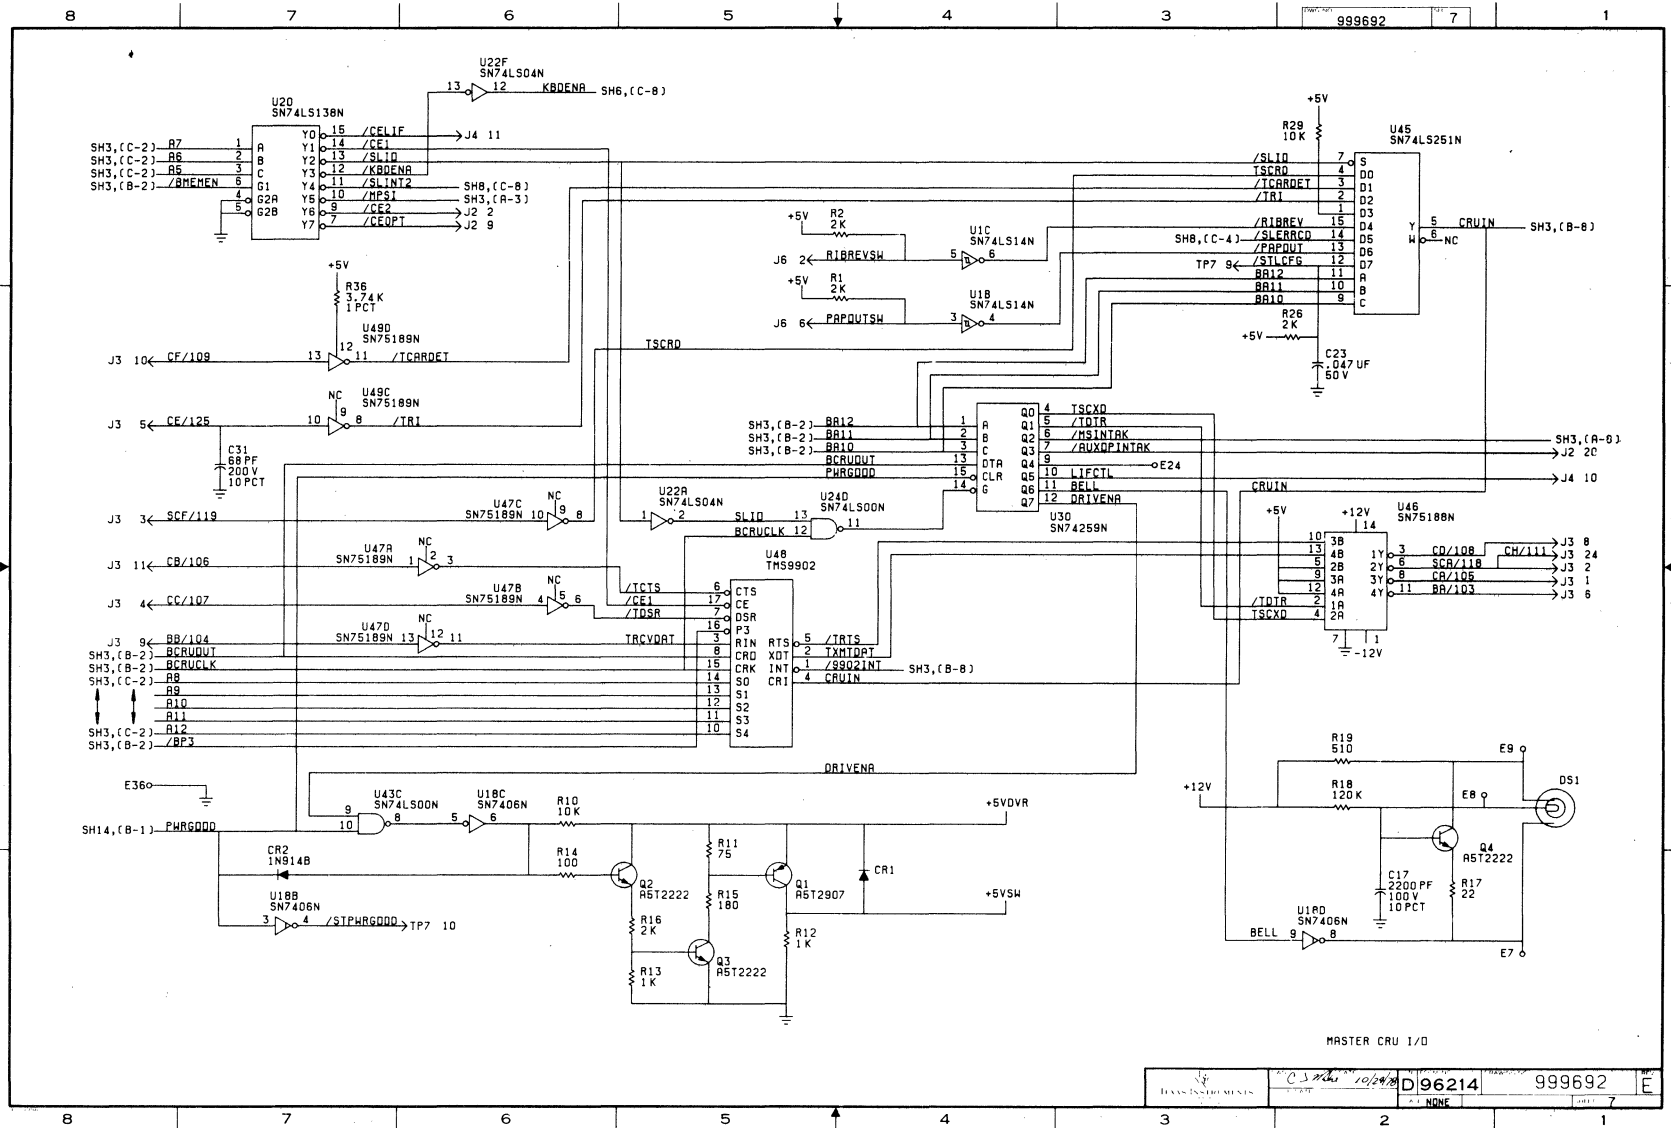 8 7 6 5 4 3 1
999692 7
U22F
SN74LS04N
13 12 KBDENA SH6,(C-8)
U20
SN74LS138N
SH3,(C-2) A7 1 A Y0 15 /CELIF J4 11
SH3,(C-2) A6 2 B Y1 14 /CE1
SH3,(C-2) A5 3 C Y2 13 /SLIO
SH3,(B-2) /BMEMEN 6 G1 Y3 12 /KBDENA
4 G2A Y4 11 /SLINT2 SH8,(C-8)
5 G2B Y5 10 /MPSI SH3,(A-3)
Y6 9 /CE2 J2 2
Y7 7 /CEOPT J2 9
+5V
R29
10K
U45
SN74LS251N
/SLIO 7 S
TSCRD 4 D0
/TCARDET 3 D1
/TRI 2 D2
1 D3
/RIBREV 15 D4 Y 5 CRUIN SH3,(B-8)
SH8,(C-4) /SLERRCD 14 D5 W 6 NC
/PAPOUT 13 D6
TP7 9 /STLCFG 12 D7
BA12 11 A
BA11 10 B
BA10 9 C
R26
2K
+5V
C23
.047 UF
50V
+5V R2
2K
J6 2 RIBREVSW 5 6
U1C
SN74LS14N
+5V R1
2K
J6 6 PAPOUTSW 3 4
U1B
SN74LS14N
+5V
R36
3.74K
1PCT
U49D
SN75189N
12
J3 10 CF/109 13 11 /TCARDET
TSCRD
NC U49C
SN75189N
9
J3 5 CE/125 10 8 /TRI
C31
68PF
200V
10PCT
SH3,(B-2) BA12 1 A Q0 4 TSCXD
SH3,(B-2) BA11 2 B Q1 5 /TDTR
SH3,(B-2) BA10 3 C Q2 6 /MSINTAK
BCRUOUT 13 DTA Q3 7 /AUXOPINTAK J2 20
PWRGOOD 15 CLR Q4 9 E24
14 G Q5 10 LIFCTL J4 10
Q6 11 BELL
Q7 12 DRIVENA
U30
SN74259N
CRUIN
U47C
SN75189N
NC
9
J3 3 SCF/119 10 8
U22A
SN74LS04N
1 2 SLIO 13
BCRUCLK 12
U24D
SN74LS00N
11
U47A
SN75189N
NC
2
J3 11 CB/106 1 3
U47B
SN75189N
NC
5
J3 4 CC/107 4 6
U47D
SN75189N
NC
12
J3 9 BB/104 13 11 TRCVDAT
U48
TMS9902
/TCTS 6 CTS
/CE1 17 CE
/TDSR 7 DSR
16 P3
3 RIN RTS 5 /TRTS
SH3,(B-2) BCRUOUT 8 CRO XOT 2 TXMTDAT
SH3,(B-2) BCRUCLK 15 CRK INT 1 /9902INT SH3,(B-8)
SH3,(C-2) A8 14 S0 CRI 4 CRUIN
A9 13 S1
A10 12 S2
A11 11 S3
SH3,(C-2) A12 10 S4
SH3,(B-2) /BP3
+5V
+12V
14
U46
SN75188N
10 3B
13 4B 1Y 3 CD/108 J3 8
5 2B 2Y 6 SCA/118 CH/111 J3 24
J3 2
9 3A 3Y 8 CA/105 J3 1
12 4A 4Y 11 BA/103 J3 6
/TDTR 2 1A
TSCXD 4 2A
7 1
-12V
DRIVENA
E36
U43C
SN74LS00N
9
10 8
SH14,(B-1) PWRGOOD
U18C
SN7406N
5 6
R10
10K
R14
100
CR2
1N914B
U18B
SN7406N
3 4 /STPWRGOOD TP7 10
Q2
A5T2222
R16
2K
R13
1K
R11
75
R15
180
Q3
A5T2222
Q1
A5T2907
R12
1K
CR1
+5VDVR
+5VSW
+12V
R19
510
R18
120K
E9
E8
DS1
Q4
A5T2222
C17
2200PF
100V
10PCT
R17
22
U18D
SN7406N
BELL 9 8
E7
MASTER CRU I/O
TEXAS INSTRUMENTS
D 96214 999692 E
NONE 7
8 7 6 5 4 2 1